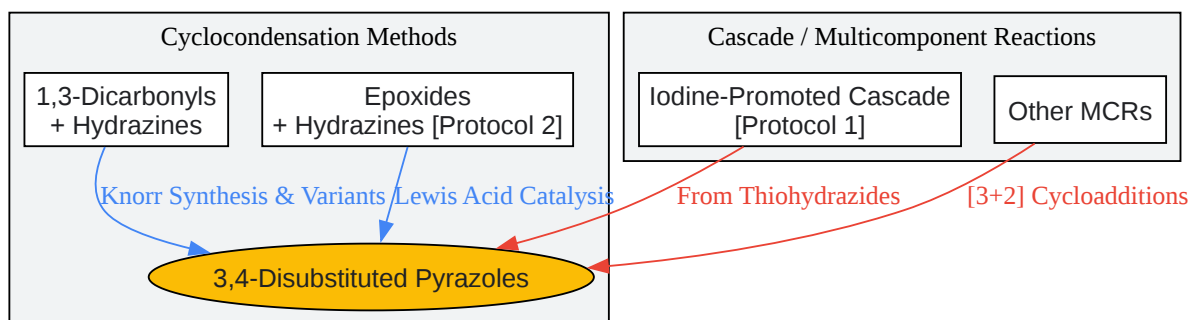 Cyclocondensation Methods
1,3-Dicarbonyls
+ Hydrazines
Epoxides
+ Hydrazines [Protocol 2]
Cascade / Multicomponent Reactions
Iodine-Promoted Cascade
[Protocol 1]
Other MCRs
Knorr Synthesis & Variants
Lewis Acid Catalysis
From Thiohydrazides
[3+2] Cycloadditions
3,4-Disubstituted Pyrazoles